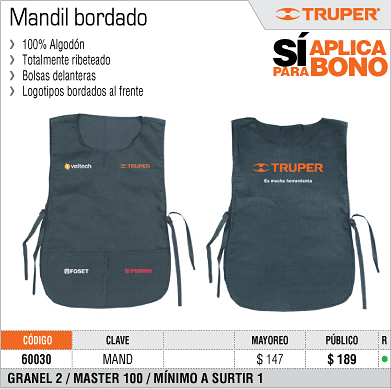 Mandil bordado
TRUPER®
100% Algodón
Totalmente ribeteado
Bolsas delanteras
Logotipos bordados al frente
SÍ APLICA
PARA BONO
voltech
TRUPER
FOSET
TRUPER
Es mucha herramienta
CÓDIGO CLAVE MAYOREO PÚBLICO R
60030 MAND $ 147 $ 189
GRANEL 2 / MASTER 100 / MÍNIMO A SURTIR 1